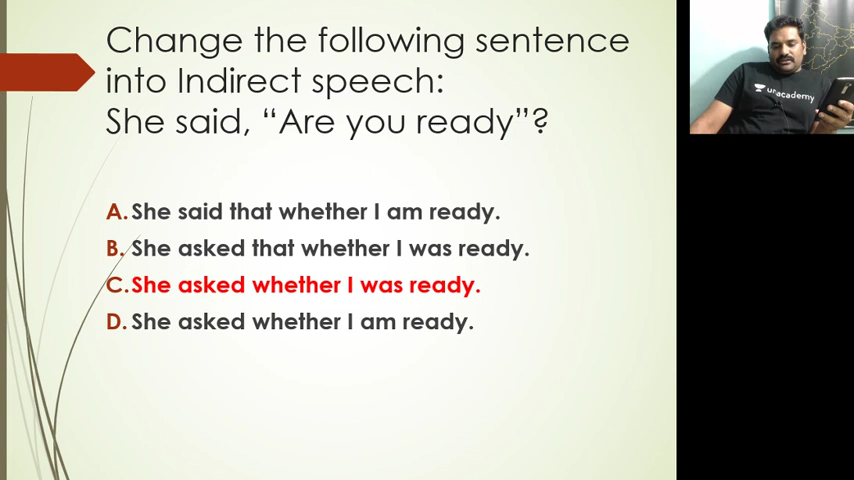 Change the following sentence
into Indirect speech:
She said, “Are you ready”?
A. She said that whether I am ready.
B. She asked that whether I was ready.
C. She asked whether I was ready.
D. She asked whether I am ready.
unacademy